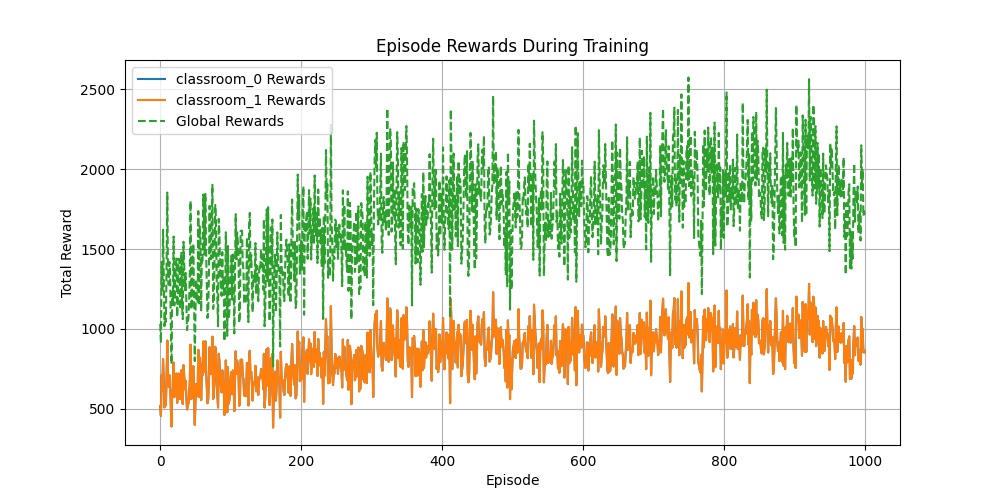 Episode Rewards During Training
classroom_0 Rewards
classroom_1 Rewards
Global Rewards
Total Reward
2500
2000
1500
1000
500
0
200
400
600
800
1000
Episode